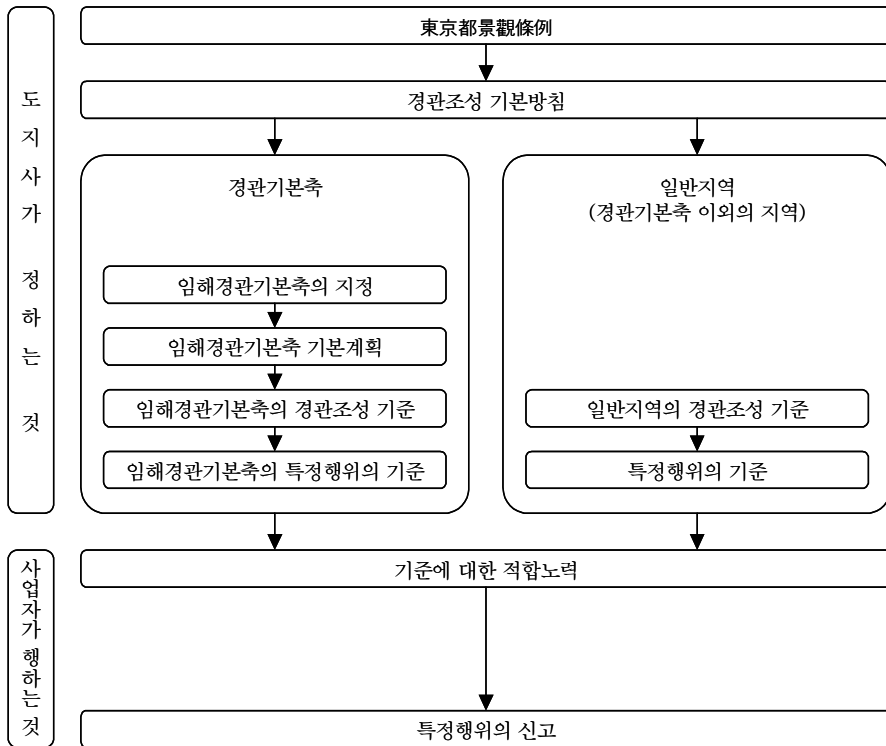 東京都景觀條例
도지사가 정하는 것
경관조성 기본방침
경관기본축
임해경관기본축의 지정
임해경관기본축 기본계획
임해경관기본축의 경관조성 기준
임해경관기본축의 특정행위의 기준
일반지역
(경관기본축 이외의 지역)
일반지역의 경관조성 기준
특정행위의 기준
사업자가 행하는 것
기준에 대한 적합노력
특정행위의 신고